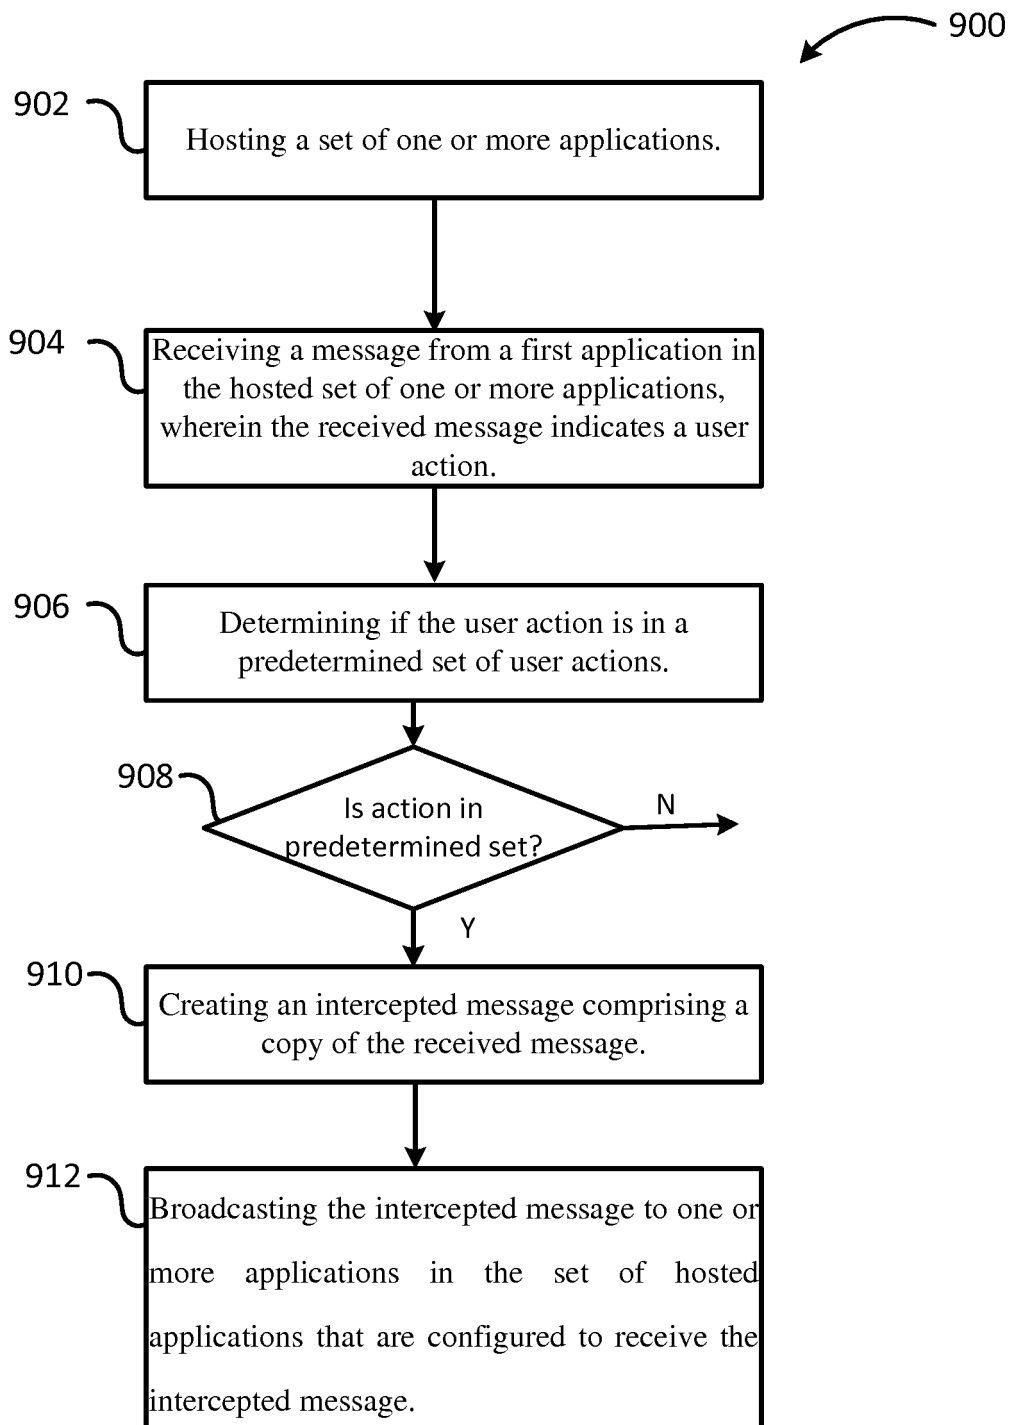 900
902
Hosting a set of one or more applications.
904
Receiving a message from a first application in
the hosted set of one or more applications,
wherein the received message indicates a user
action.
906
Determining if the user action is in a
predetermined set of user actions.
908
Is action in
predetermined set?
N
Y
910
Creating an intercepted message comprising a
copy of the received message.
912
Broadcasting the intercepted message to one or
more applications in the set of hosted
applications that are configured to receive the
intercepted message.